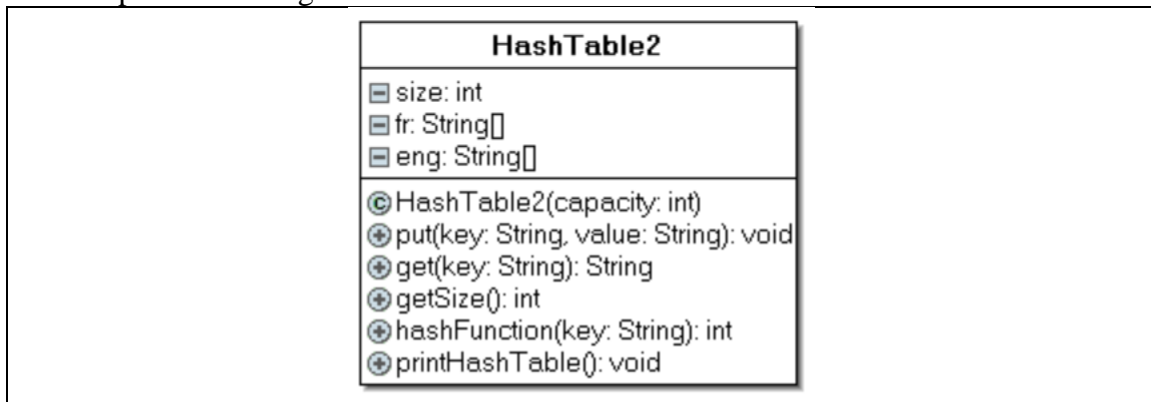 HashTable2
size: int
fr: String[]
eng: String[]
HashTable2(capacity: int)
put(key: String, value: String): void
get(key: String): String
getSize(): int
hashFunction(key: String): int
printHashTable(): void